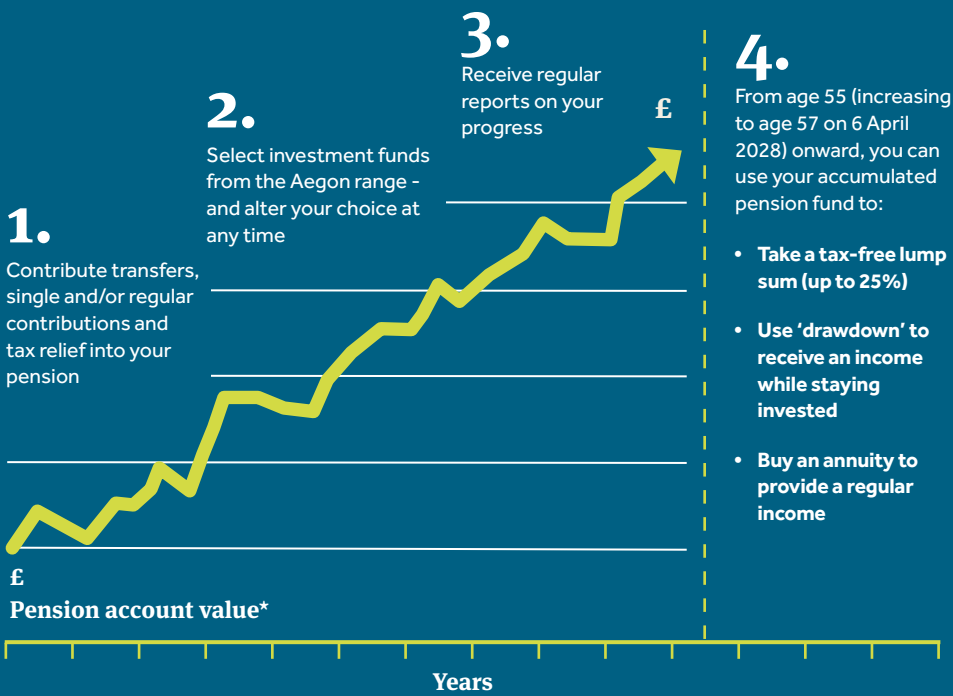 1.
Contribute transfers,
single and/or regular
contributions and
tax relief into your
pension
2.
Select investment funds
from the Aegon range -
and alter your choice at
any time
3.
Receive regular
reports on your
progress
£
4.
From age 55 (increasing
to age 57 on 6 April
2028) onward, you can
use your accumulated
pension fund to:
• Take a tax-free lump
sum (up to 25%)
• Use ‘drawdown’ to
receive an income
while staying
invested
• Buy an annuity to
provide a regular
income
£
Pension account value*
Years